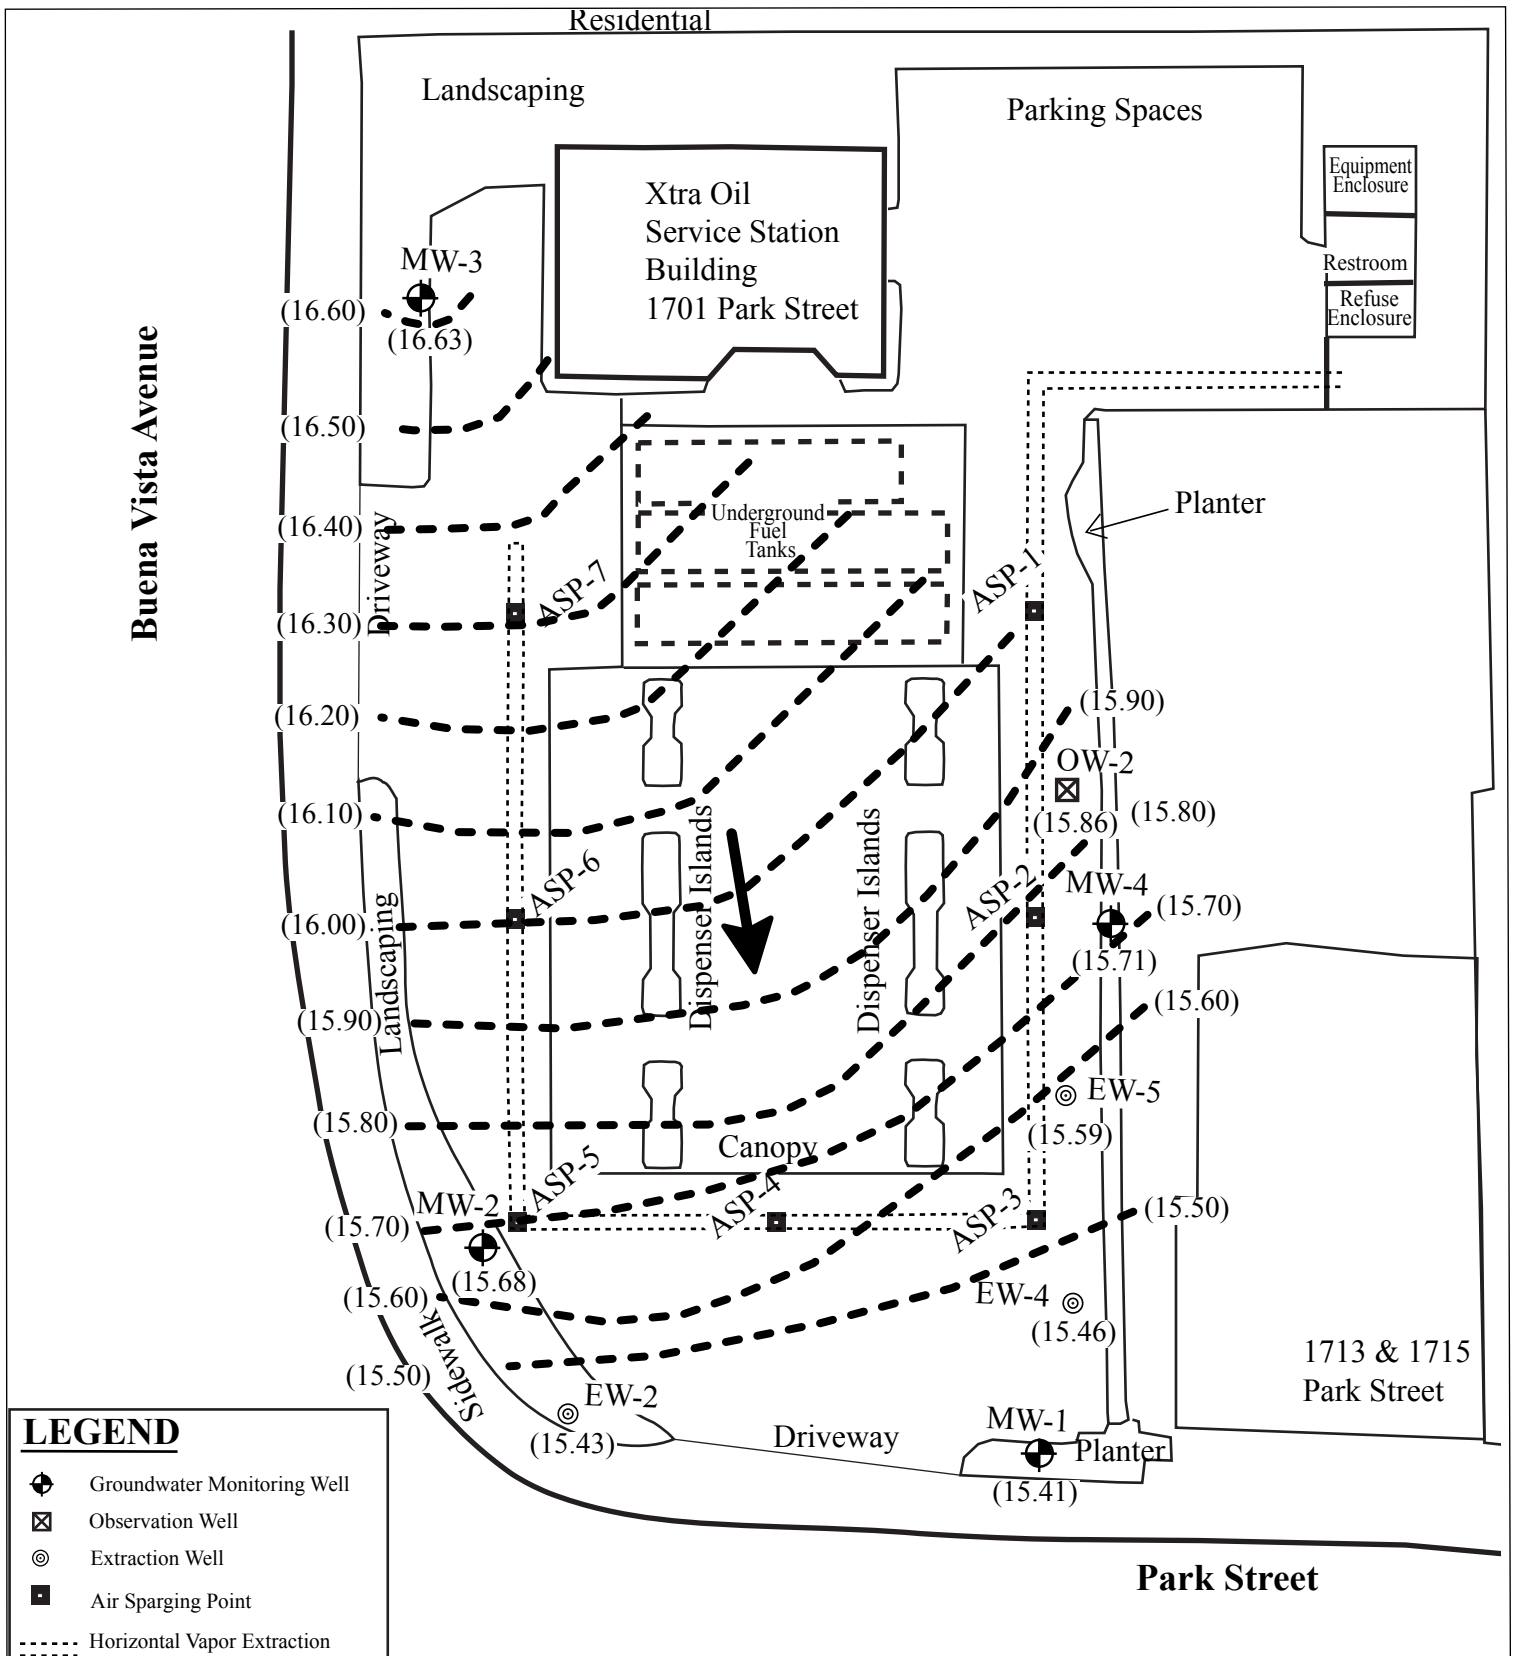 Residential
Landscaping
Parking Spaces
Equipment
Enclosure
Xtra Oil
Service Station
Building
1701 Park Street
MW-3
Restroom
Refuse
Enclosure
(16.60)
(16.63)
Buena Vista Avenue
(16.50)
Planter
Underground
Fuel
Tanks
(16.40)
Driveway
ASP-7
ASP-1
(16.30)
(15.90)
(16.20)
OW-2
(16.10)
(15.86)
(15.80)
Dispenser Islands
Dispenser Islands
ASP-6
ASP-2
MW-4
(15.70)
(16.00)
Landscaping
(15.71)
(15.60)
(15.90)
EW-5
(15.80)
(15.59)
Canopy
ASP-5
MW-2
ASP-4
ASP-3
(15.50)
(15.70)
(15.68)
(15.60)
EW-4
(15.46)
Sidewalk
(15.50)
1713 & 1715
Park Street
EW-2
(15.43)
Driveway
MW-1
Planter
(15.41)
LEGEND
Groundwater Monitoring Well
Observation Well
Extraction Well
Air Sparging Point
Horizontal Vapor Extraction
Park Street